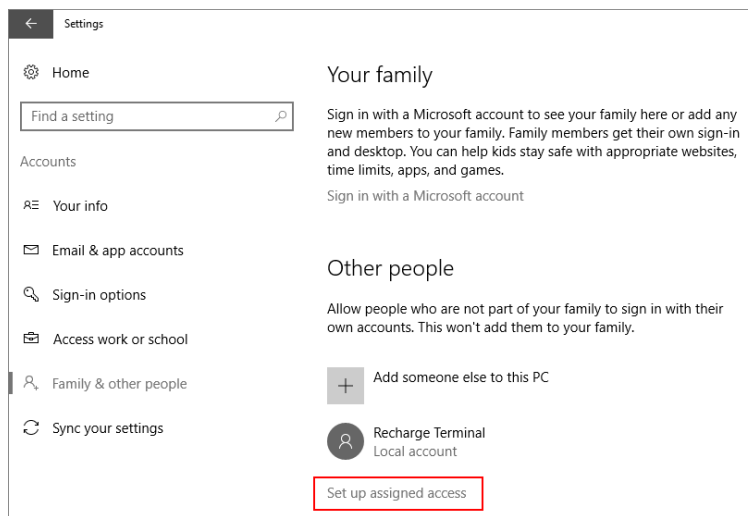 Settings
Home
Find a setting
Accounts
Your info
Email & app accounts
Sign-in options
Access work or school
Family & other people
Sync your settings
Your family
Sign in with a Microsoft account to see your family here or add any
new members to your family. Family members get their own sign-in
and desktop. You can help kids stay safe with appropriate websites,
time limits, apps, and games.
Sign in with a Microsoft account
Other people
Allow people who are not part of your family to sign in with their
own accounts. This won't add them to your family.
Add someone else to this PC
Recharge Terminal
Local account
Set up assigned access